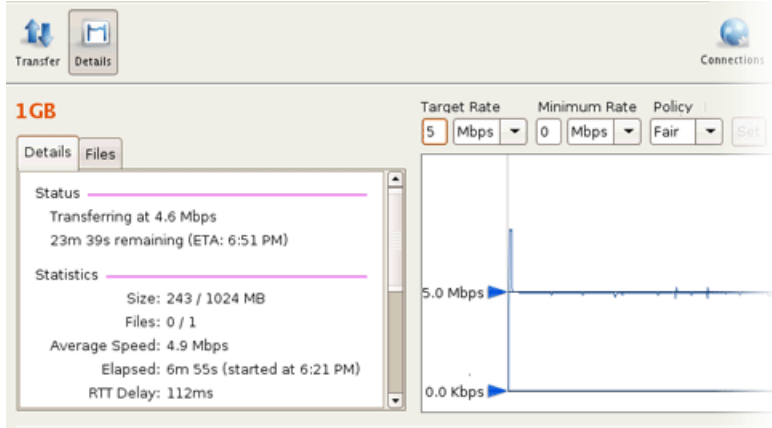 Transfer
Details
Connections
1GB
Target Rate
Minimum Rate
Policy
5
Mbps
0
Mbps
Fair
Set
Details
Files
Status
Transferring at 4.6 Mbps
23m 39s remaining (ETA: 6:51 PM)
Statistics
Size: 243 / 1024 MB
Files: 0 / 1
Average Speed: 4.9 Mbps
Elapsed: 6m 55s (started at 6:21 PM)
RTT Delay: 112ms
5.0 Mbps
0.0 Kbps